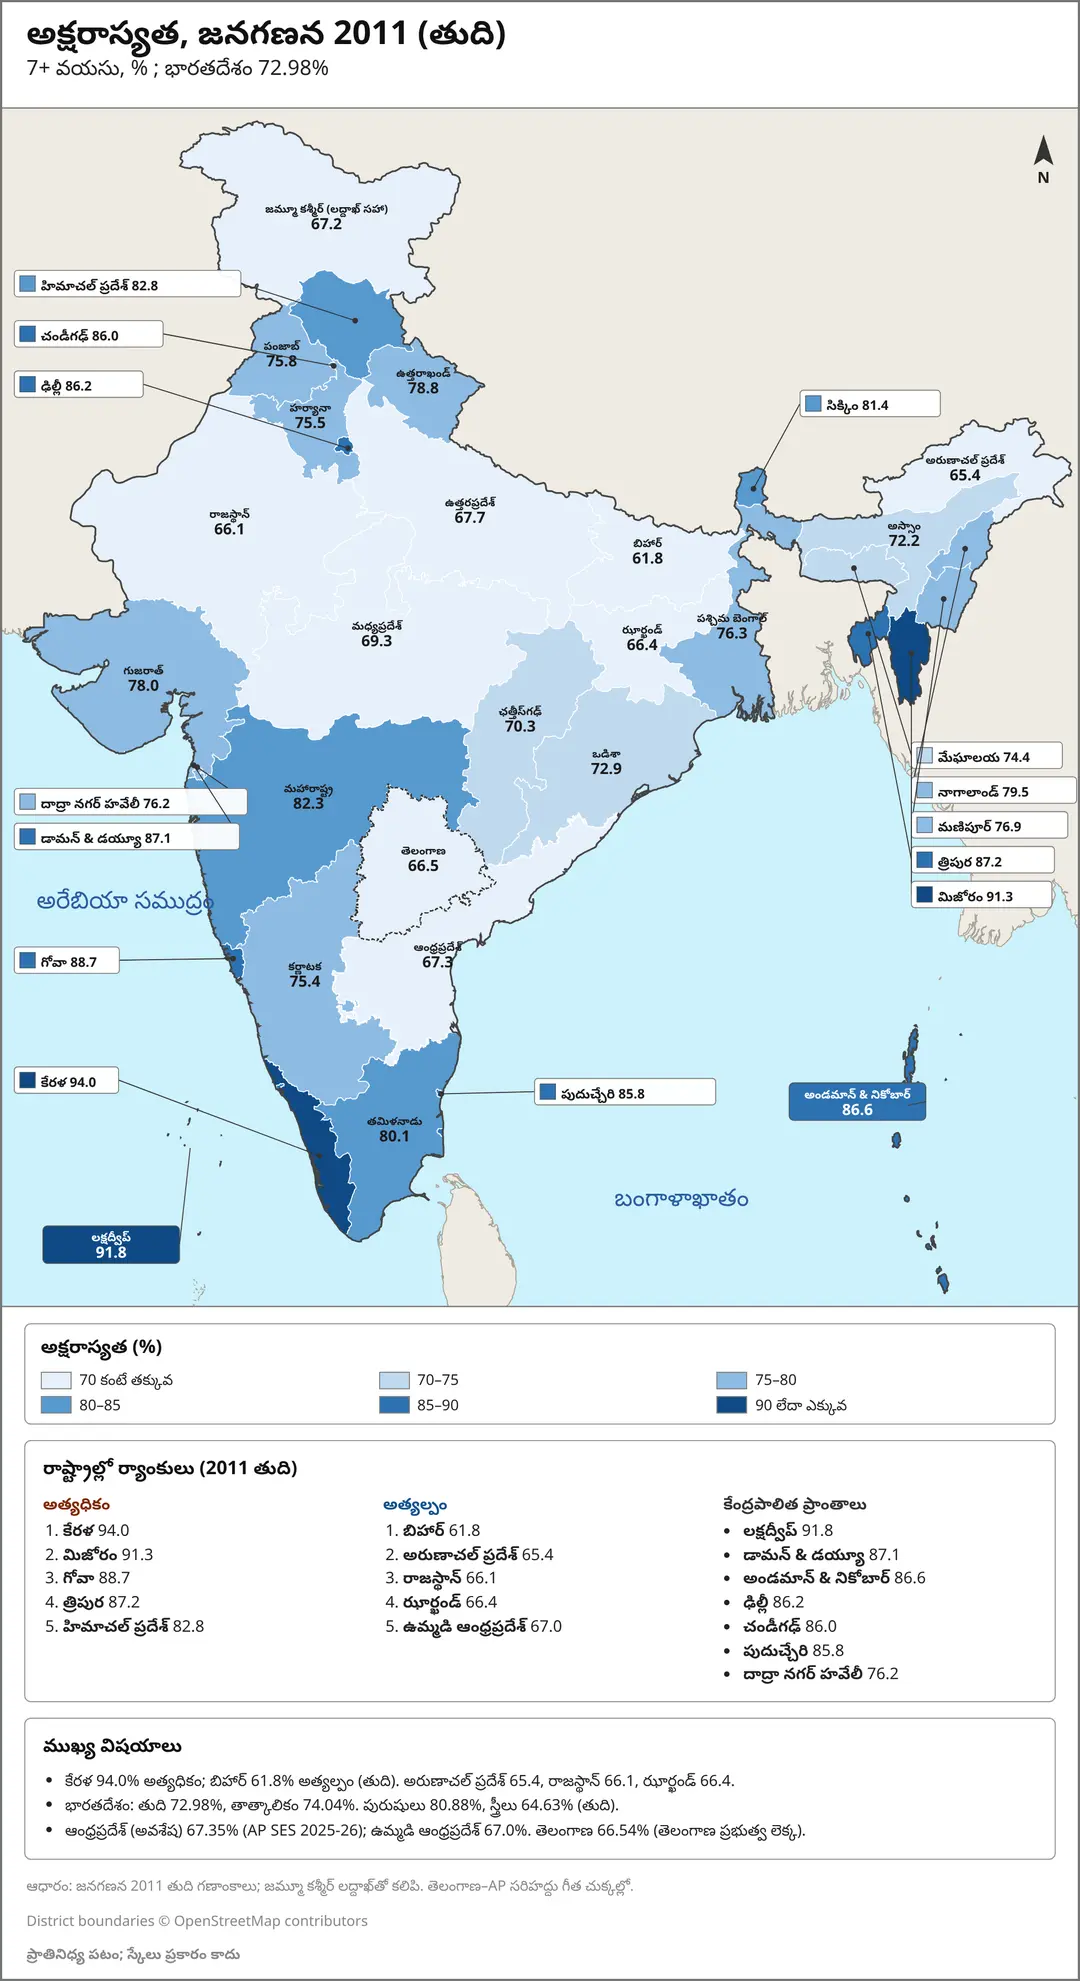 అక్షరాస్యత, జనగణన 2011 (తుది)
7+ వయసు, % ; భారతదేశం 72.98%
N
జమ్మూ కశ్మీర్ (లద్దాఖ్ సహా)
67.2
హిమాచల్ ప్రదేశ్ 82.8
చండీగఢ్ 86.0
పంజాబ్
75.8
ఢిల్లీ 86.2
ఉత్తరాఖండ్
78.8
హర్యానా
75.5
సిక్కిం 81.4
అరుణాచల్ ప్రదేశ్
65.4
రాజస్థాన్
66.1
ఉత్తరప్రదేశ్
67.7
అస్సాం
72.2
బిహార్
61.8
మధ్యప్రదేశ్
69.3
ఝార్ఖండ్
66.4
పశ్చిమ బెంగాల్
76.3
గుజరాత్
78.0
ఛత్తీస్‌గఢ్
70.3
ఒడిశా
72.9
మేఘాలయ 74.4
నాగాలాండ్ 79.5
మణిపూర్ 76.9
త్రిపుర 87.2
మిజోరం 91.3
మహారాష్ట్ర
82.3
దాద్రా నగర్ హవేలీ 76.2
డామన్ & డయ్యూ 87.1
తెలంగాణ
66.5
అరేబియా సముద్రం
ఆంధ్రప్రదేశ్
67.3
గోవా 88.7
కర్ణాటక
75.4
కేరళ 94.0
పుదుచ్చేరి 85.8
అండమాన్ & నికోబార్
86.6
తమిళనాడు
80.1
బంగాళాఖాతం
లక్షద్వీప్
91.8
అక్షరాస్యత (%)
70 కంటే తక్కువ
70–75
75–80
80–85
85–90
90 లేదా ఎక్కువ
రాష్ట్రాల్లో ర్యాంకులు (2011 తుది)
అత్యధికం
1. కేరళ 94.0
2. మిజోరం 91.3
3. గోవా 88.7
4. త్రిపుర 87.2
5. హిమాచల్ ప్రదేశ్ 82.8
అత్యల్పం
1. బిహార్ 61.8
2. అరుణాచల్ ప్రదేశ్ 65.4
3. రాజస్థాన్ 66.1
4. ఝార్ఖండ్ 66.4
5. ఉమ్మడి ఆంధ్రప్రదేశ్ 67.0
కేంద్రపాలిత ప్రాంతాలు
• లక్షద్వీప్ 91.8
• డామన్ & డయ్యూ 87.1
• అండమాన్ & నికోబార్ 86.6
• ఢిల్లీ 86.2
• చండీగఢ్ 86.0
• పుదుచ్చేరి 85.8
• దాద్రా నగర్ హవేలీ 76.2
ముఖ్య విషయాలు
• కేరళ 94.0% అత్యధికం; బిహార్ 61.8% అత్యల్పం (తుది). అరుణాచల్ ప్రదేశ్ 65.4, రాజస్థాన్ 66.1, ఝార్ఖండ్ 66.4.
• భారతదేశం: తుది 72.98%, తాత్కాలికం 74.04%. పురుషులు 80.88%, స్త్రీలు 64.63% (తుది).
• ఆంధ్రప్రదేశ్ (అవశేష) 67.35% (AP SES 2025-26); ఉమ్మడి ఆంధ్రప్రదేశ్ 67.0%. తెలంగాణ 66.54% (తెలంగాణ ప్రభుత్వ లెక్క).
ఆధారం: జనగణన 2011 తుది గణాంకాలు; జమ్మూ కశ్మీర్ లద్దాఖ్‌తో కలిపి. తెలంగాణ–AP సరిహద్దు గీత చుక్కల్లో.
District boundaries © OpenStreetMap contributors
ప్రాతినిధ్య పటం; స్కేలు ప్రకారం కాదు